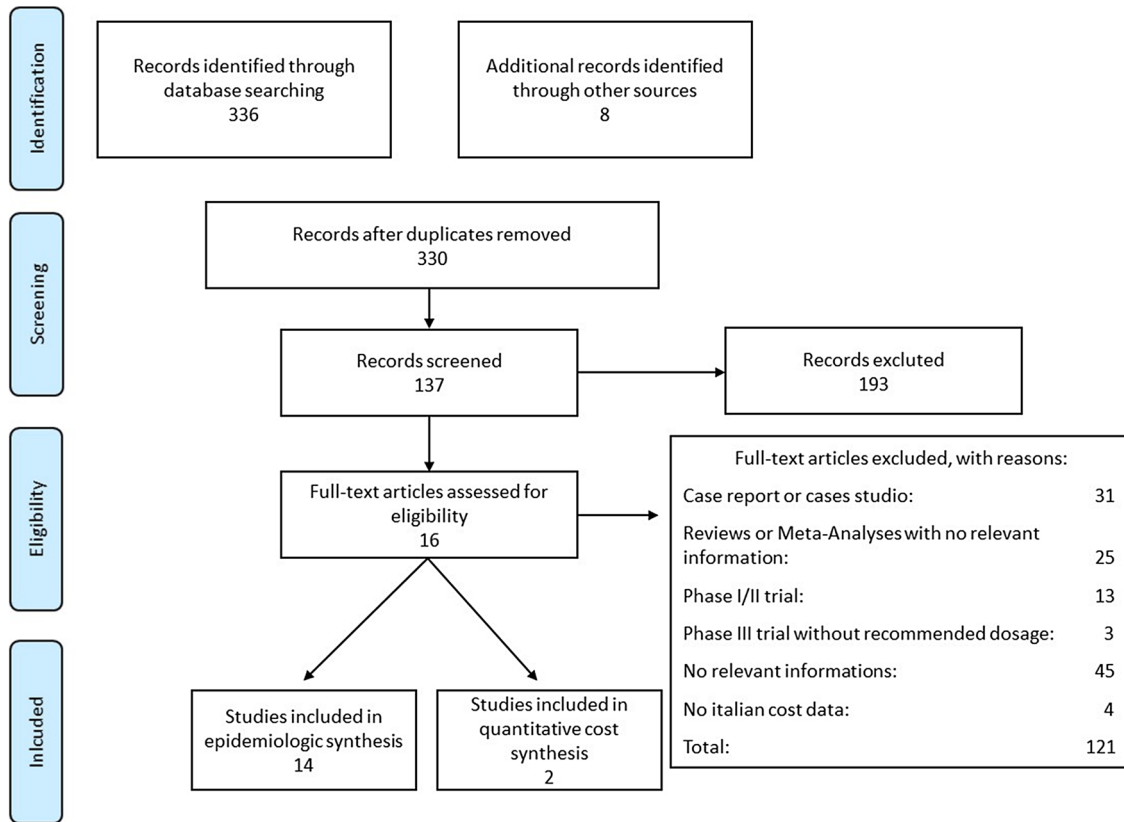 Identification
Records identified through
database searching
336
Additional records identified
through other sources
8
Screening
Records after duplicates removed
330
Records screened
137
Records excluted
193
Eligibility
Full-text articles assessed for
eligibility
16
Full-text articles excluded, with reasons:
Case report or cases studio: 31
Reviews or Meta-Analyses with no relevant
information: 25
Phase I/II trial: 13
Phase III trial without recommended dosage: 3
No relevant informations: 45
No italian cost data: 4
Total: 121
Inlcuded
Studies included in
epidemiologic synthesis
14
Studies included in
quantitative cost
synthesis
2